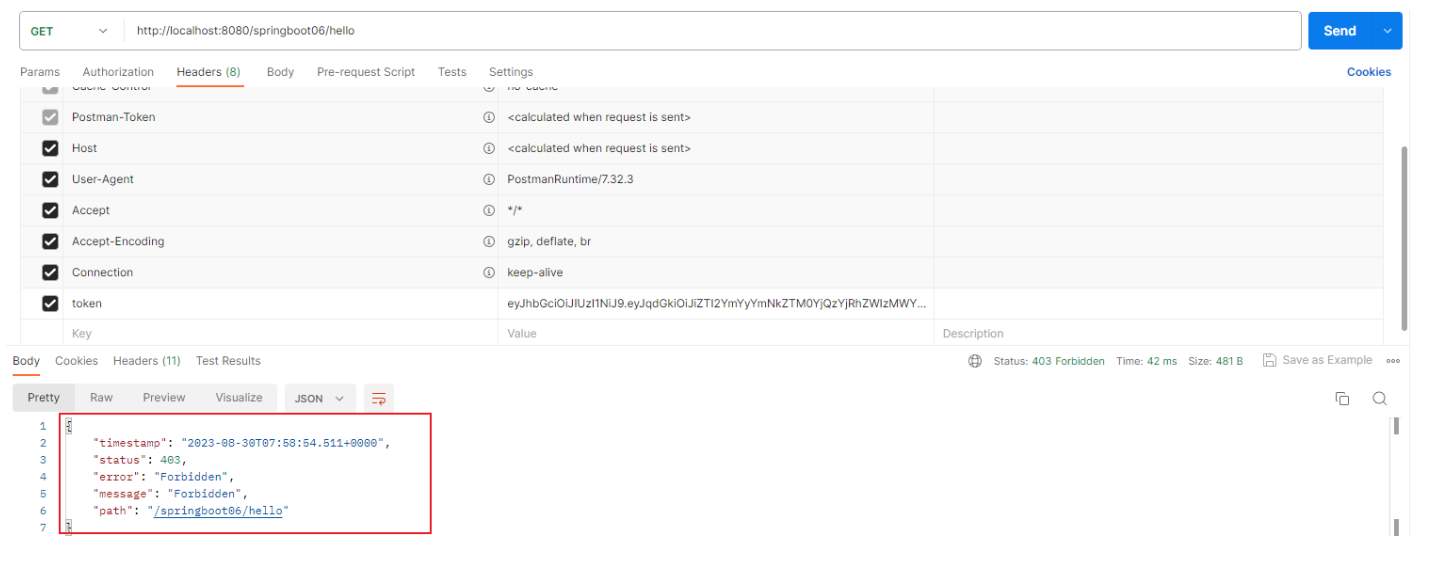 GET http://localhost:8080/springboot06/hello Send
Params Authorization Headers (8) Body Pre-request Script Tests Settings Cookies
Cache-Control no-cache
Postman-Token <calculated when request is sent>
Host <calculated when request is sent>
User-Agent PostmanRuntime/7.32.3
Accept */*
Accept-Encoding gzip, deflate, br
Connection keep-alive
token eyJhbGciOiJIUzI1NiJ9.eyJqdGkiOiJiZTI2YmYyYmNkZTM0YjQzYjRhZWIzMWY...
Key Value Description
Body Cookies Headers (11) Test Results Status: 403 Forbidden Time: 42 ms Size: 481 B Save as Example
Pretty Raw Preview Visualize JSON
1 {
2 "timestamp": "2023-08-30T07:58:54.511+0000",
3 "status": 403,
4 "error": "Forbidden",
5 "message": "Forbidden",
6 "path": "/springboot06/hello"
7 }